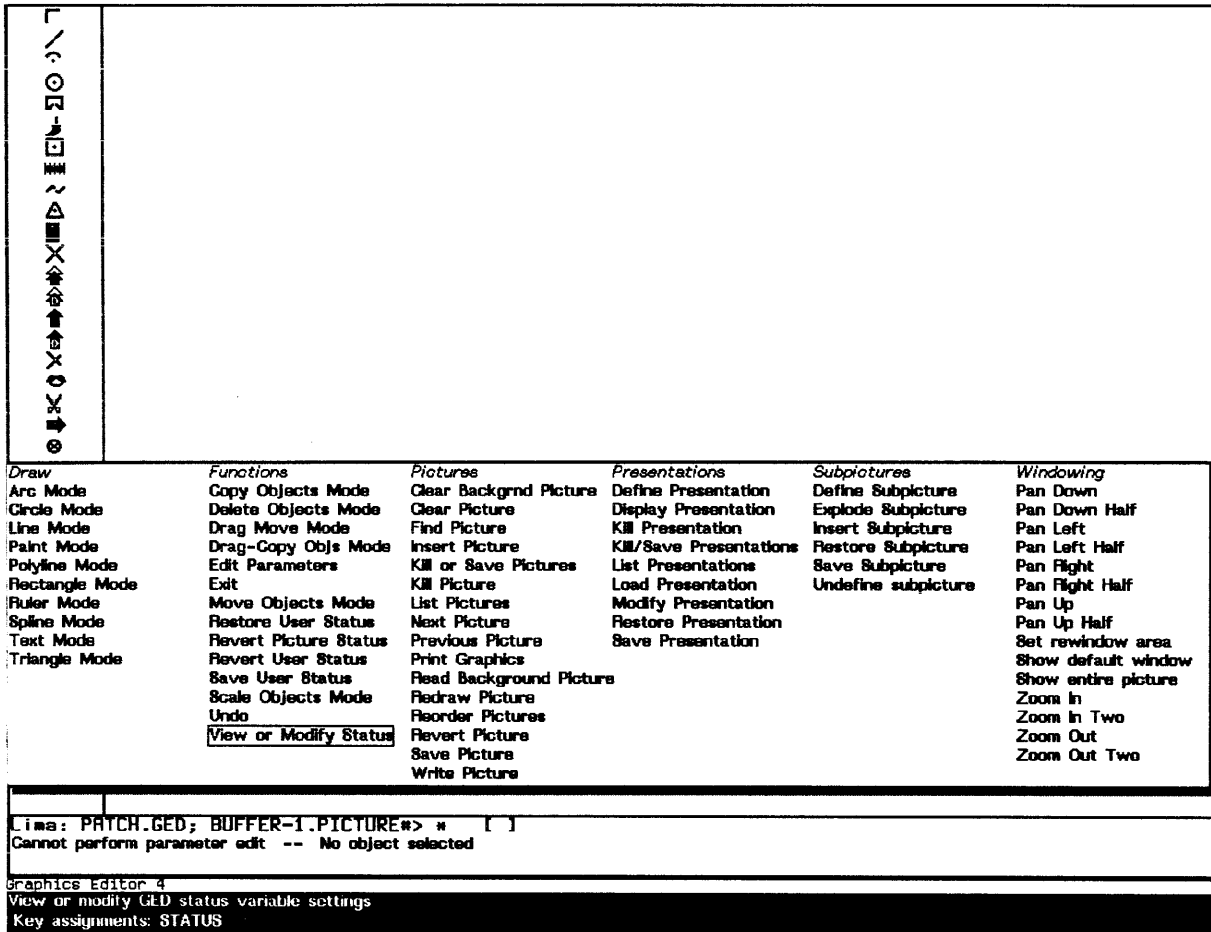 Draw
Arc Mode
Circle Mode
Line Mode
Paint Mode
Polyline Mode
Rectangle Mode
Ruler Mode
Spline Mode
Text Mode
Triangle Mode
Functions
Copy Objects Mode
Delete Objects Mode
Drag Move Mode
Drag-Copy Objs Mode
Edit Parameters
Exit
Move Objects Mode
Restore User Status
Revert Picture Status
Revert User Status
Save User Status
Scale Objects Mode
Undo
View or Modify Status
Pictures
Clear Backgrnd Picture
Clear Picture
Find Picture
Insert Picture
Kill or Save Pictures
Kill Picture
List Pictures
Next Picture
Previous Picture
Print Graphics
Read Background Picture
Redraw Picture
Reorder Pictures
Revert Picture
Save Picture
Write Picture
Presentations
Define Presentation
Display Presentation
Kill Presentation
Kill/Save Presentations
List Presentations
Load Presentation
Modify Presentation
Restore Presentation
Save Presentation
Subpictures
Define Subpicture
Explode Subpicture
Insert Subpicture
Restore Subpicture
Save Subpicture
Undefine subpicture
Windowing
Pan Down
Pan Down Half
Pan Left
Pan Left Half
Pan Right
Pan Right Half
Pan Up
Pan Up Half
Set rewindow area
Show default window
Show entire picture
Zoom In
Zoom In Two
Zoom Out
Zoom Out Two
Lima: PATCH.GED; BUFFER-1.PICTURE*> * [ ]
Cannot perform parameter edit -- No object selected
Graphics Editor 4
View or modify GED status variable settings
Key assignments: STATUS